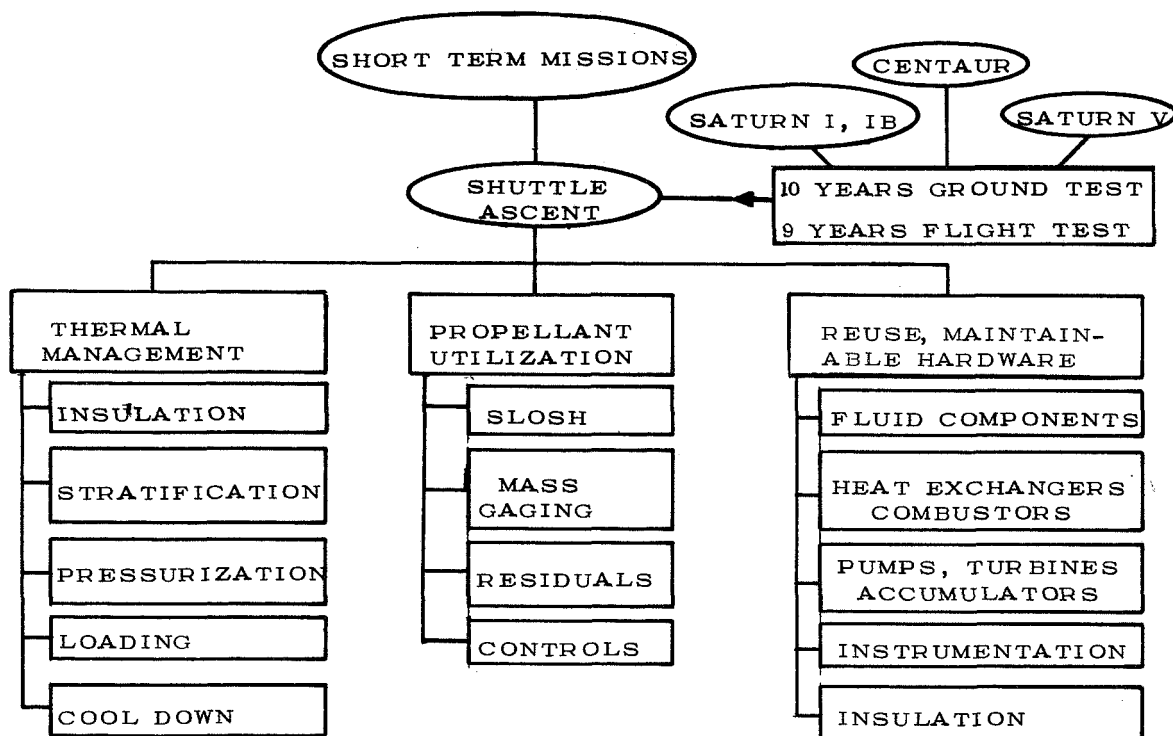 SHORT TERM MISSIONS
CENTAUR
SATURN I, IB
SATURN V
SHUTTLE
ASCENT
10 YEARS GROUND TEST
9 YEARS FLIGHT TEST
THERMAL
MANAGEMENT
INSULATION
STRATIFICATION
PRESSURIZATION
LOADING
COOL DOWN
PROPELLANT
UTILIZATION
SLOSH
MASS
GAGING
RESIDUALS
CONTROLS
REUSE, MAINTAIN-
ABLE HARDWARE
FLUID COMPONENTS
HEAT EXCHANGERS
COMBUSTORS
PUMPS, TURBINES
ACCUMULATORS
INSTRUMENTATION
INSULATION